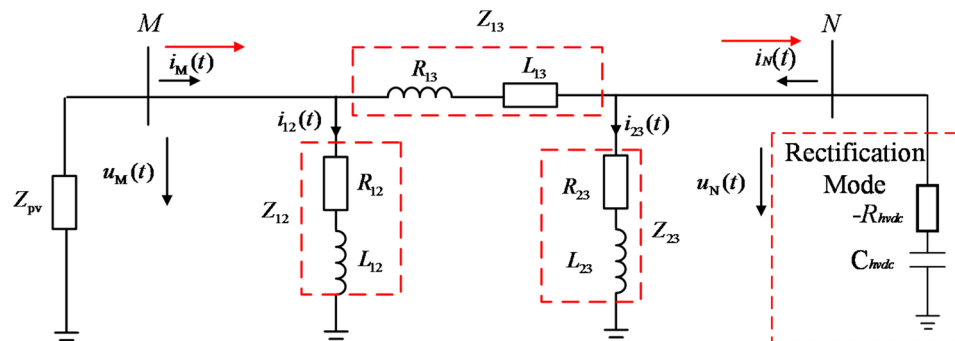 M
Z13
N
iM(t)
R13
L13
iN(t)
i12(t)
i23(t)
uM(t)
Zpv
R12
Z12
L12
R23
Z23
L23
uN(t)
Rectification
Mode
-Rhvdc
Chvdc